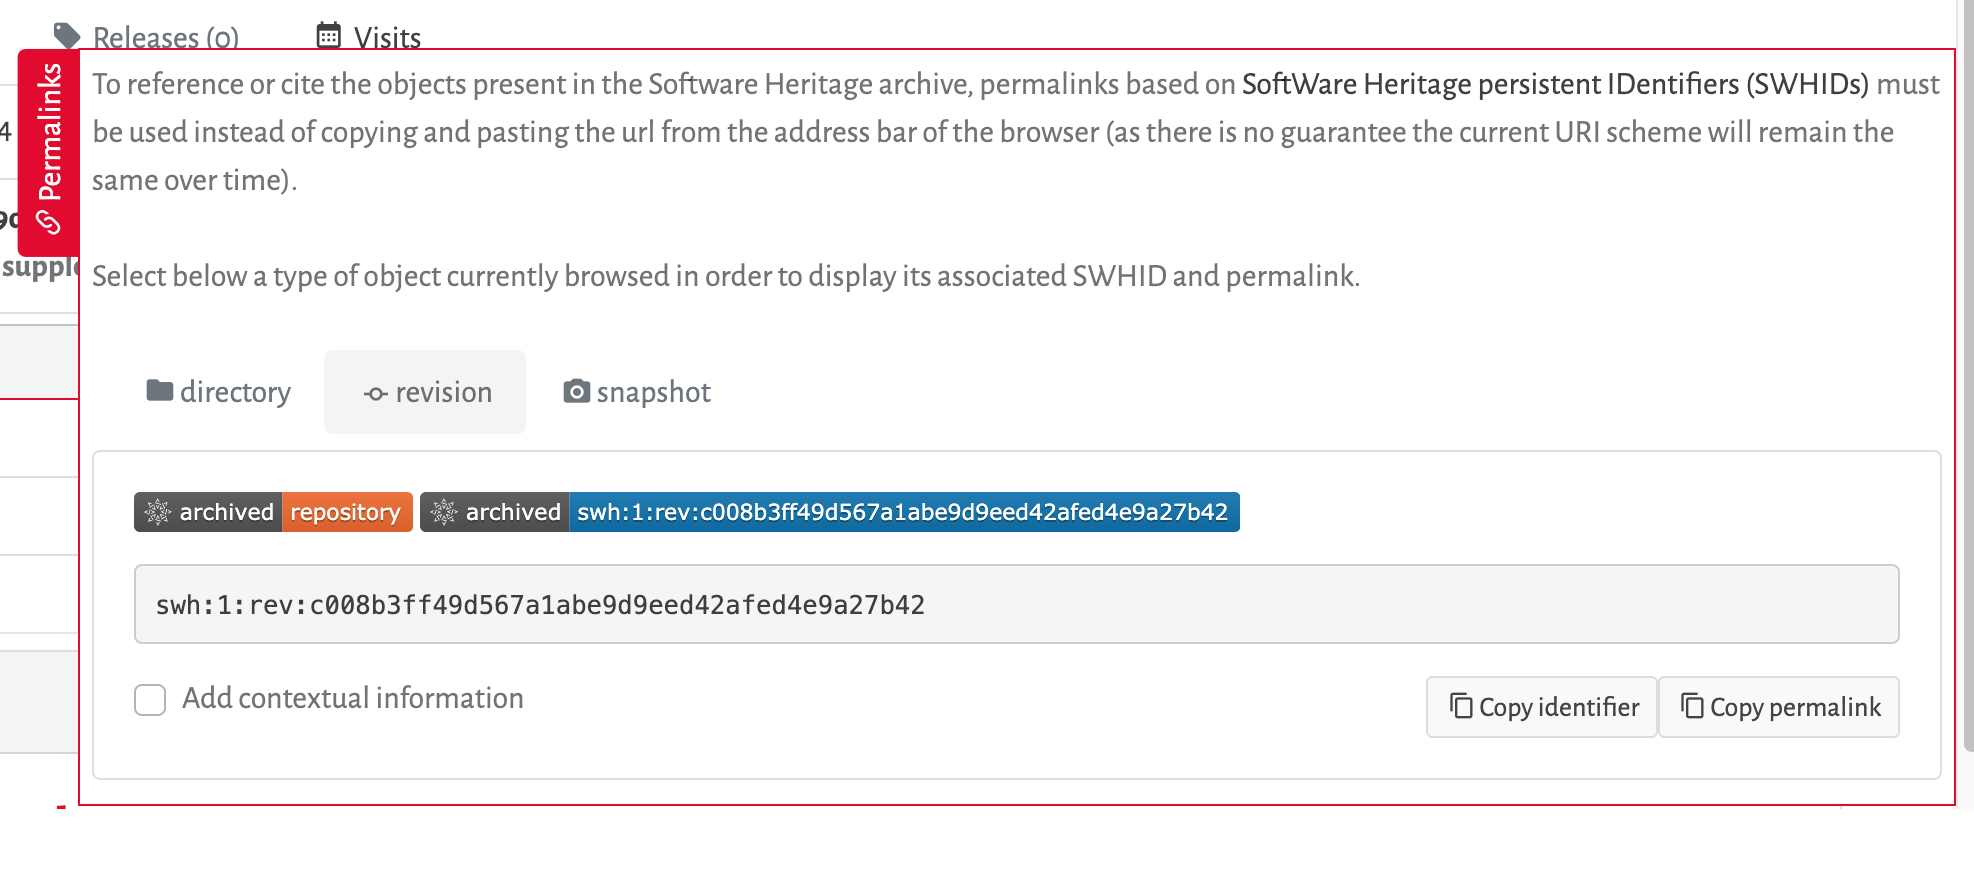 Releases (0) Visits
Permalinks
To reference or cite the objects present in the Software Heritage archive, permalinks based on SoftWare Heritage persistent IDentifiers (SWHIDs) must
be used instead of copying and pasting the url from the address bar of the browser (as there is no guarantee the current URI scheme will remain the
same over time).
4
Select below a type of object currently browsed in order to display its associated SWHID and permalink.
directory revision snapshot
archived repository archived swh:1:rev:c008b3ff49d567a1abe9d9eed42afed4e9a27b42
swh:1:rev:c008b3ff49d567a1abe9d9eed42afed4e9a27b42
Add contextual information
Copy identifier Copy permalink